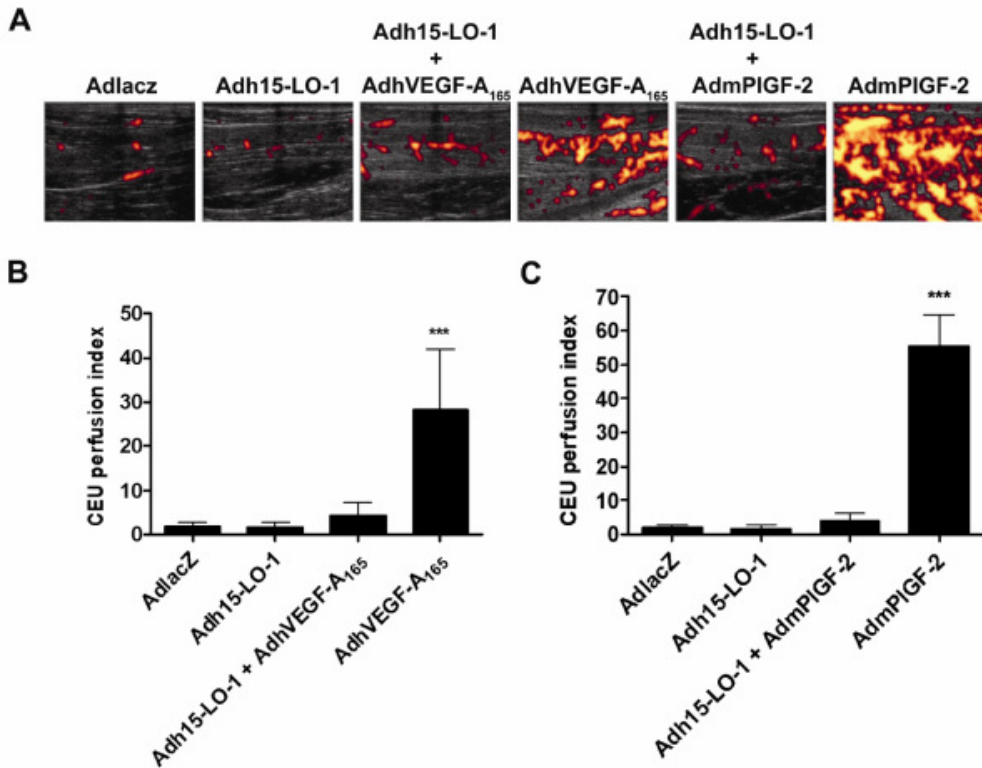 A
Adlacz
Adh15-LO-1
Adh15-LO-1
+
AdhVEGF-A₁₆₅
AdhVEGF-A₁₆₅
Adh15-LO-1
+
AdmPlGF-2
AdmPlGF-2
B
CEU perfusion index
50
40
30
20
10
0
***
AdlacZ
Adh15-LO-1
Adh15-LO-1 + AdhVEGF-A₁₆₅
AdhVEGF-A₁₆₅
C
CEU perfusion index
70
60
50
40
30
20
10
0
***
AdlacZ
Adh15-LO-1
Adh15-LO-1 + AdmPlGF-2
AdmPlGF-2